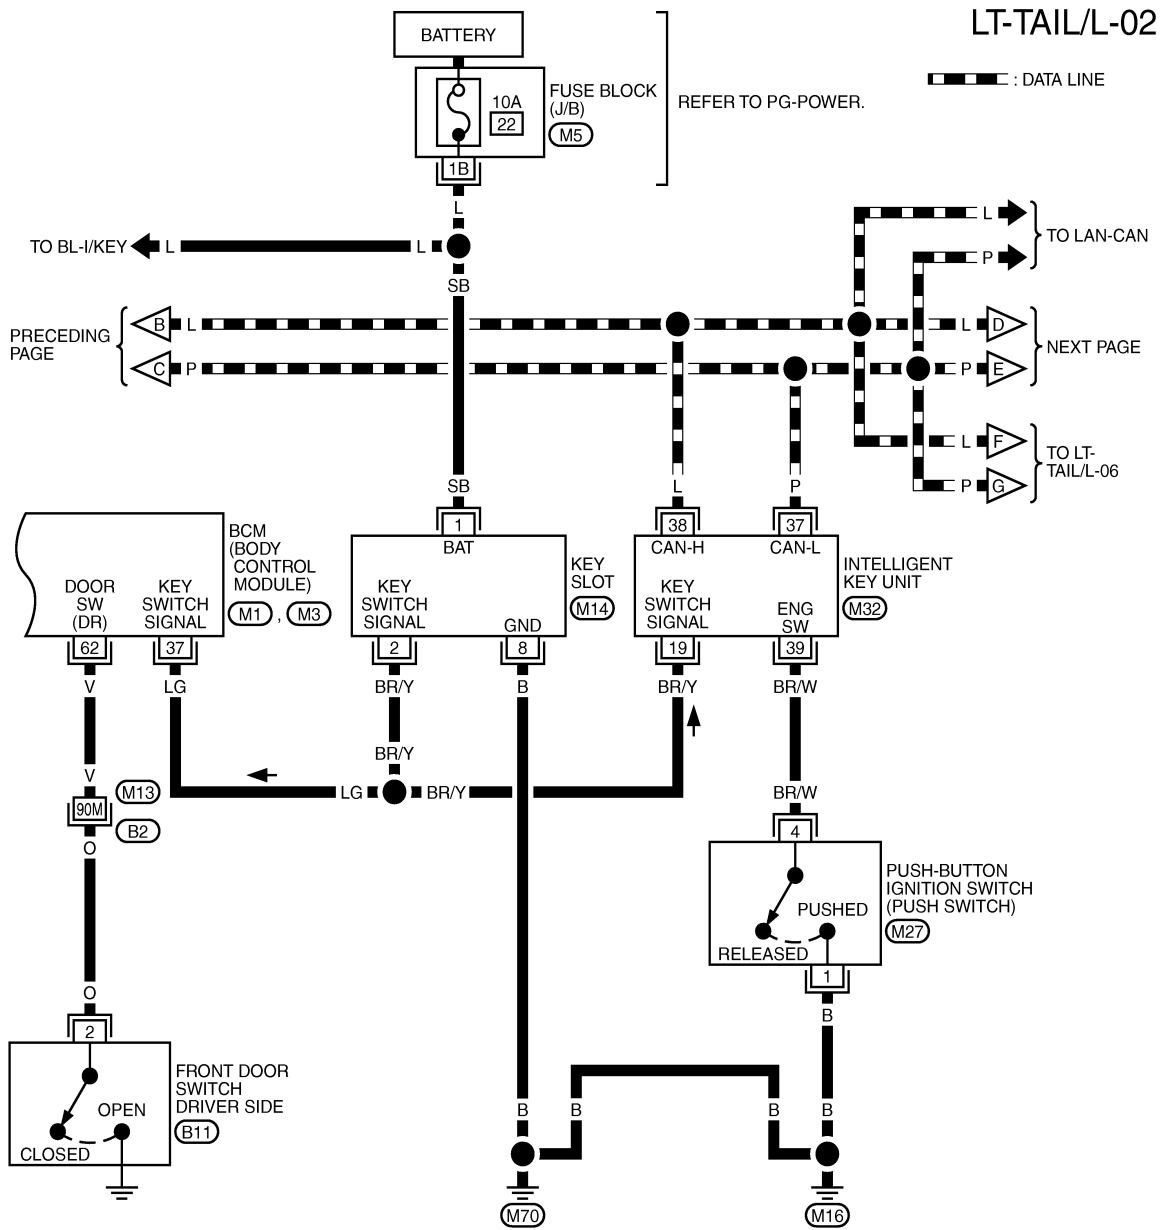 LT-TAIL/L-02
BATTERY
: DATA LINE
10A
22
FUSE BLOCK
(J/B)
M5
REFER TO PG-POWER.
1B
L
TO BL-I/KEY
L
L
SB
L
P
TO LAN-CAN
PRECEDING
PAGE
B
L
C
P
L
D
P
E
NEXT PAGE
L
F
P
G
TO LT-
TAIL/L-06
SB
L
P
1
38
37
BAT
CAN-H
CAN-L
BCM
(BODY
CONTROL
MODULE)
M1 , M3
DOOR
SW
(DR)
KEY
SWITCH
SIGNAL
KEY
SWITCH
SIGNAL
GND
KEY
SLOT
M14
KEY
SWITCH
SIGNAL
ENG
SW
INTELLIGENT
KEY UNIT
M32
62
37
2
8
19
39
V
LG
BR/Y
B
BR/Y
BR/W
BR/Y
V
M13
LG
BR/Y
BR/W
90M
B2
O
4
PUSHED
RELEASED
PUSH-BUTTON
IGNITION SWITCH
(PUSH SWITCH)
M27
1
O
B
2
OPEN
CLOSED
FRONT DOOR
SWITCH
DRIVER SIDE
B11
B
B
B
B
M70
M16